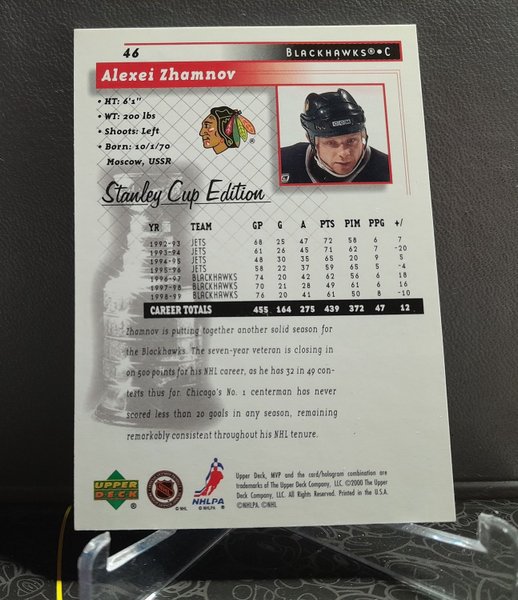 46
BLACKHAWKS®•C
ALEXEI ZHAMNOV
• HT: 6'1"
• WT: 200 lbs
• Shoots: Left
• Born: 10/1/70
Moscow, USSR
Stanley Cup Edition
YR TEAM GP G A PTS PIM PPG +/
1992-93 JETS 68 25 47 72 58 6 7
1993-94 JETS 61 26 45 71 62 7 -20
1994-95 JETS 48 30 35 65 20 9 5
1995-96 JETS 58 22 37 59 65 5 -4
1996-97 BLACKHAWKS 74 20 42 62 56 6 18
1997-98 BLACKHAWKS 70 21 28 49 61 6 16
1998-99 BLACKHAWKS 76 20 41 61 50 8 -10
CAREER TOTALS 455 164 275 439 372 47 12
Zhamnov is putting together another solid season for
the Blackhawks. The seven-year veteran is closing in
on 500 points for his NHL career, as he has 32 in 49 con-
tests thus far. Chicago's No. 1 centerman has never
scored less than 20 goals in any season, remaining
remarkably consistent throughout his NHL tenure.
UPPER
DECK
®
©NHL
NHLPA
©NHLPA ®
Upper Deck, MVP and the card/hologram combination are
trademarks of The Upper Deck Company, LLC. ©2000 The Upper
Deck Company, LLC. All Rights Reserved. Printed in the U.S.A.
©NHLPA. ©NHL